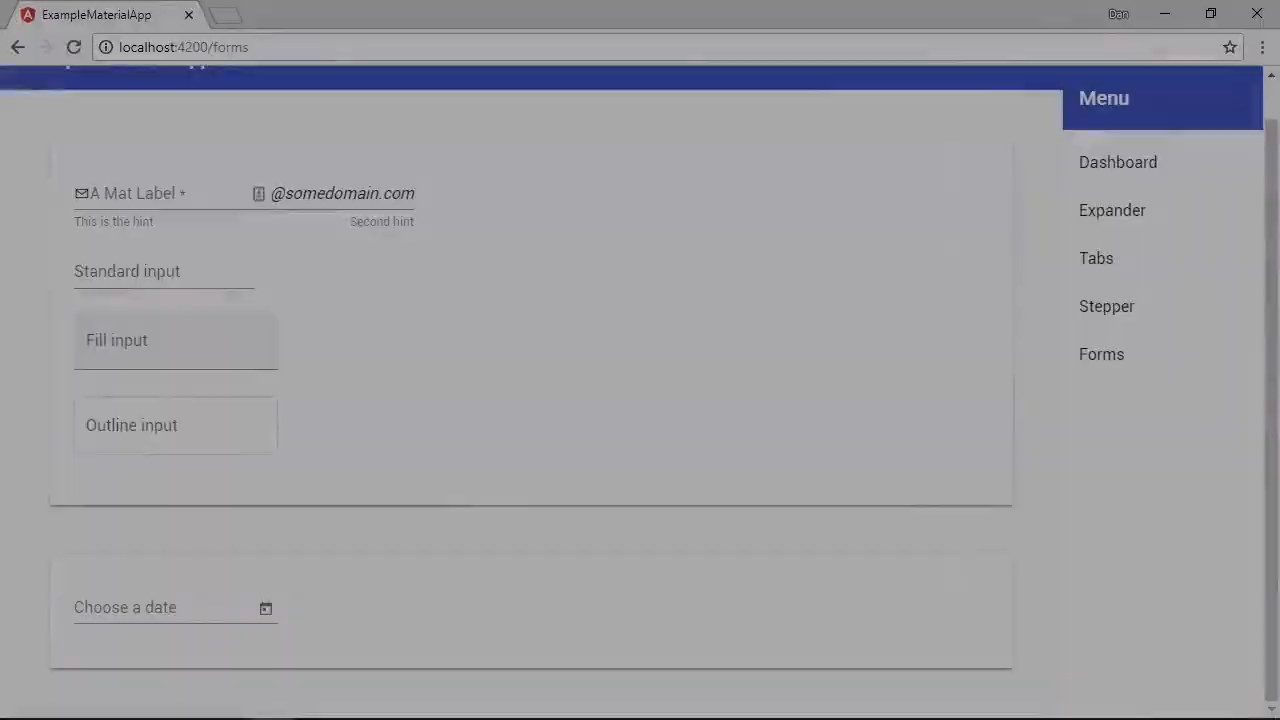 ExampleMaterialApp
Dan
localhost:4200/forms
Menu
Dashboard
Expander
Tabs
Stepper
Forms
A Mat Label * @somedomain.com
This is the hint Second hint
Standard input
Fill input
Outline input
Choose a date